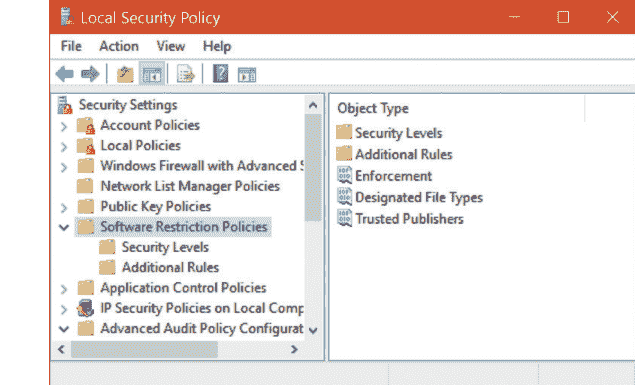 Local Security Policy
File Action View Help
Security Settings
Account Policies
Local Policies
Windows Firewall with Advanced S
Network List Manager Policies
Public Key Policies
Software Restriction Policies
Security Levels
Additional Rules
Application Control Policies
IP Security Policies on Local Comp
Advanced Audit Policy Configurat
Object Type
Security Levels
Additional Rules
Enforcement
Designated File Types
Trusted Publishers